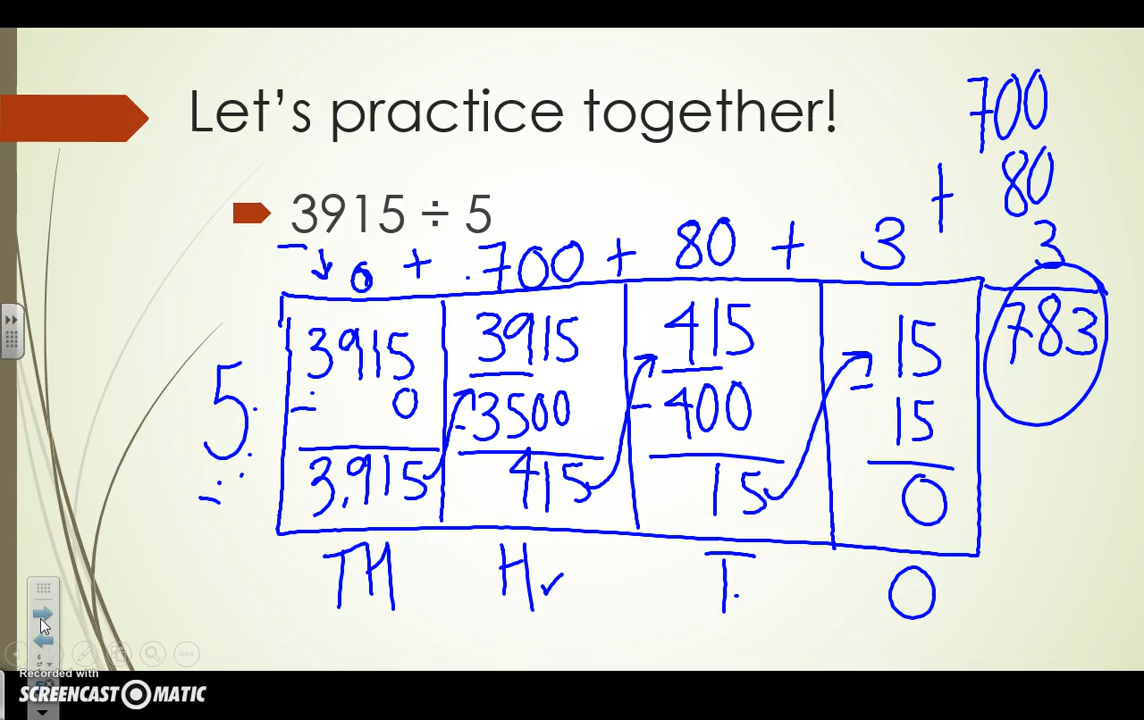 Let's practice together!
3915 ÷ 5
700
+ 80
3
783
0 + 700 + 80 + 3
5
3915 3915 415 15
- 0 -3500 -400 - 15
3,915 415 15 0
TH H ✓ T. O
Recorded with
SCREENCAST O MATIC